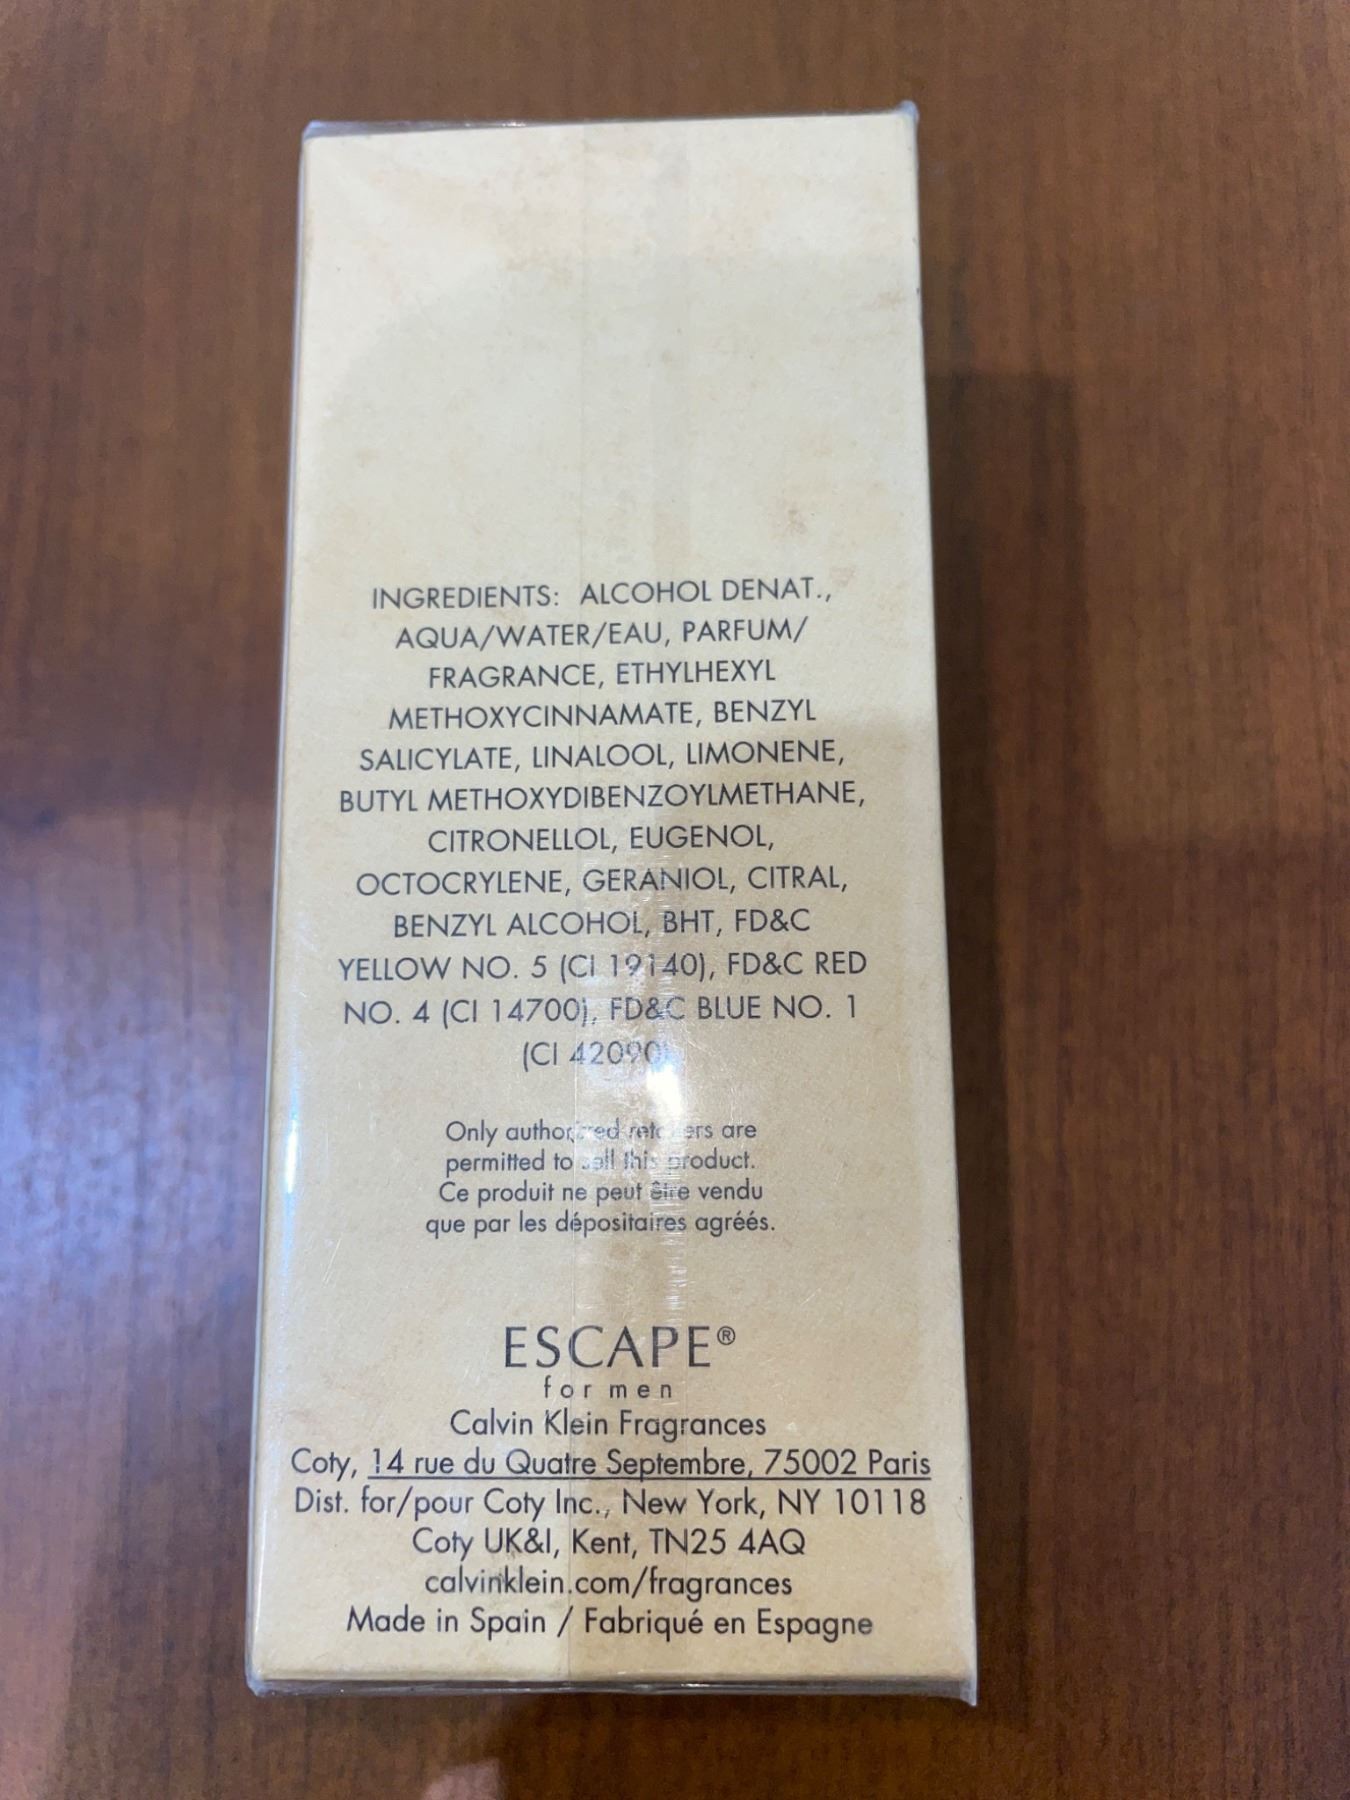 INGREDIENTS: ALCOHOL DENAT.,
AQUA/WATER/EAU, PARFUM/
FRAGRANCE, ETHYLHEXYL
METHOXYCINNAMATE, BENZYL
SALICYLATE, LINALOOL, LIMONENE,
BUTYL METHOXYDIBENZOYLMETHANE,
CITRONELLOL, EUGENOL,
OCTOCRYLENE, GERANIOL, CITRAL,
BENZYL ALCOHOL, BHT, FD&C
YELLOW NO. 5 (CI 19140), FD&C RED
NO. 4 (CI 14700), FD&C BLUE NO. 1
(CI 42090)
Only authorized retailers are
permitted to sell this product.
Ce produit ne peut être vendu
que par les dépositaires agréés.
ESCAPE®
for men
Calvin Klein Fragrances
Coty, 14 rue du Quatre Septembre, 75002 Paris
Dist. for/pour Coty Inc., New York, NY 10118
Coty UK&I, Kent, TN25 4AQ
calvinklein.com/fragrances
Made in Spain / Fabriqué en Espagne